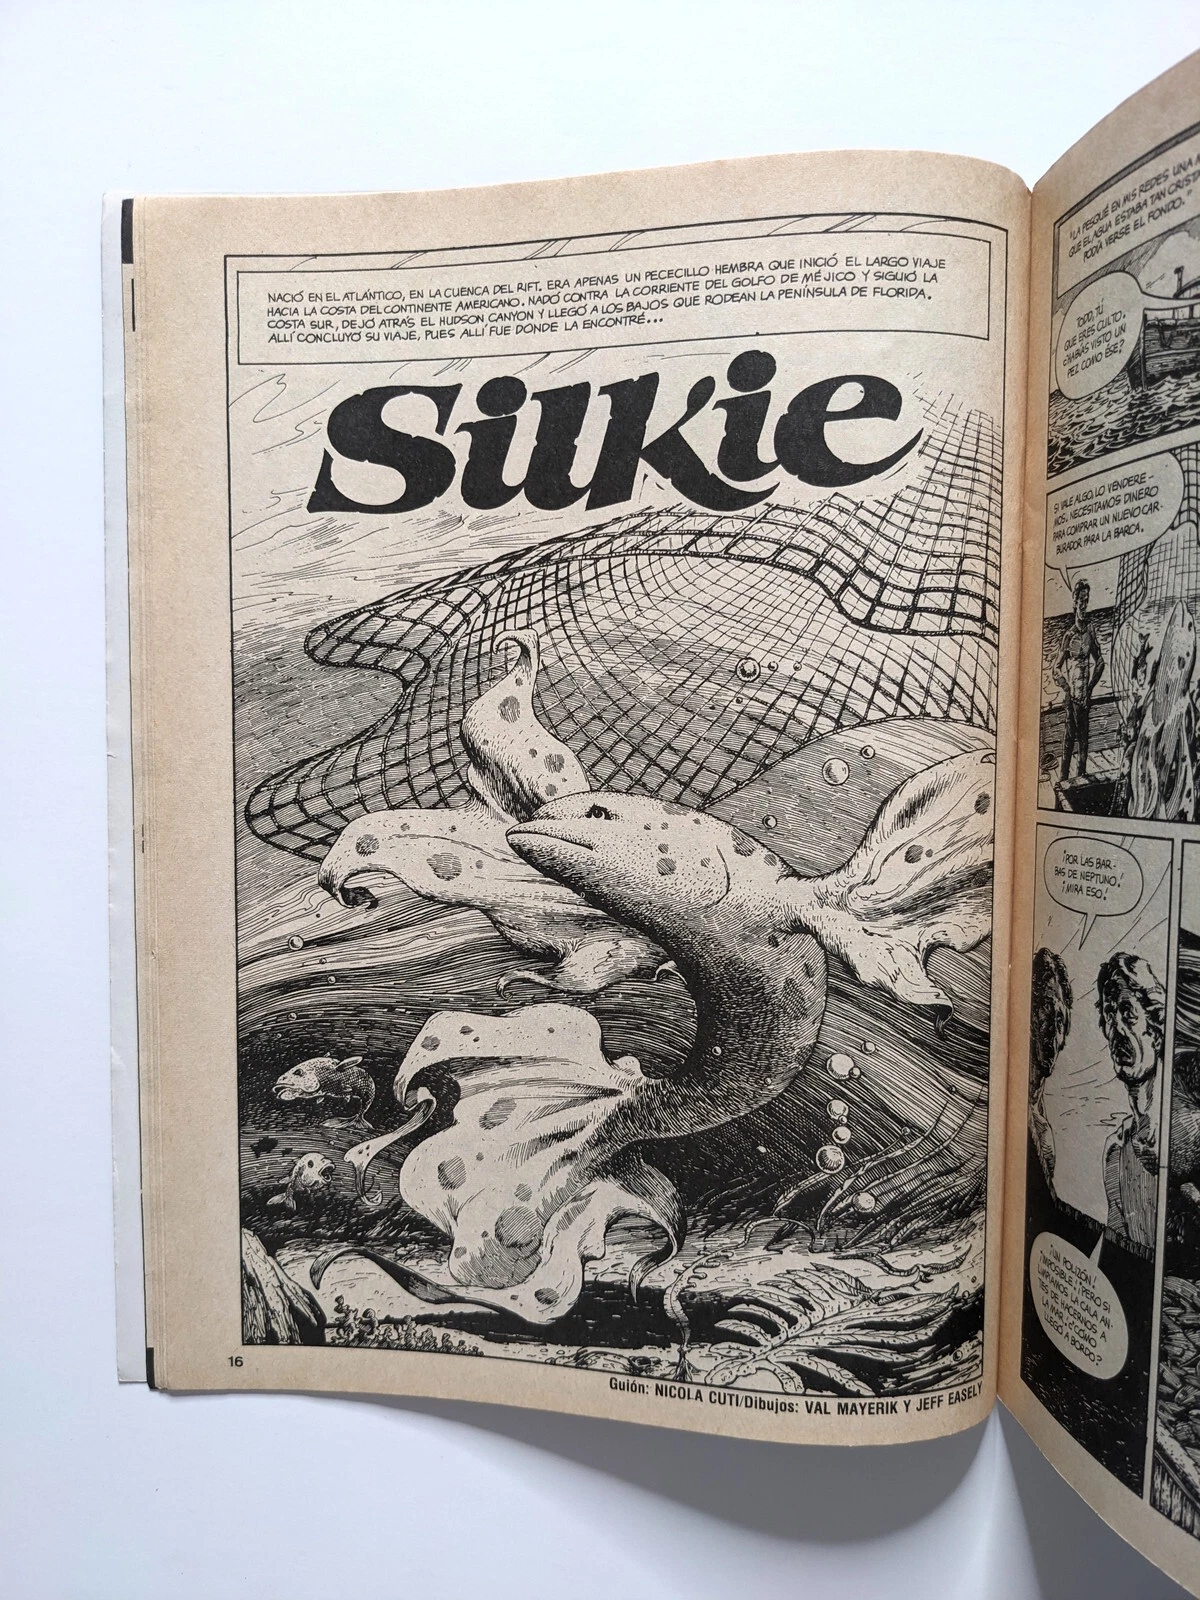 NACIÓ EN EL ATLÁNTICO, EN LA CUENCA DEL RIFT. ERA APENAS UN PECECILLO HEMBRA QUE INICIÓ EL LARGO VIAJE
HACIA LA COSTA DEL CONTINENTE AMERICANO. NADÓ CONTRA LA CORRIENTE DEL GOLFO DE MÉJICO Y SIGUIÓ LA
COSTA SUR, DEJÓ ATRÁS EL HUDSON CANYON Y LLEGÓ A LOS BAJOS QUE RODEAN LA PENÍNSULA DE FLORIDA.
ALLÍ CONCLUYÓ SU VIAJE, PUES ALLÍ FUE DONDE LA ENCONTRÉ...
Silkie
16
Guión: NICOLA CUTI/Dibujos: VAL MAYERIK Y JEFF EASELY
"LA PESQUÉ EN MIS REDES UNA
QUE EL AGUA ESTABA TAN
PODÍA VERSE EL FONDO."
TODD, TÚ
QUE ERES CULTO.
¿HABÍAS VISTO UN
PEZ COMO ÉSE?
SI VALE ALGO, LO VENDERE-
MOS. NECESITAMOS DINERO
PARA COMPRAR UN NUEVO CAR-
BURADOR PARA LA BARCA.
¡POR LAS BAR-
BAS DE NEPTUNO!
¡MIRA ESO!
¡UN POLIZÓN!
¡IMPOSIBLE! ¡PERO SI
LIMPIAMOS LA CALA AN-
TES DE HACERNOS A
LA MAR! ¿CÓMO
LLEGÓ A BORDO?